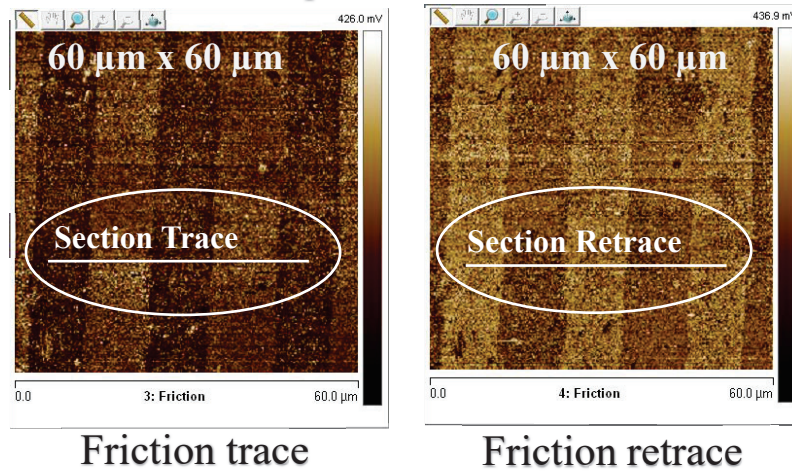 426.0 mV
60 µm x 60 µm
Section Trace
0.0 3: Friction 60.0 µm
Friction trace
436.9 mV
60 µm x 60 µm
Section Retrace
0.0 4: Friction 60.0 µm
Friction retrace